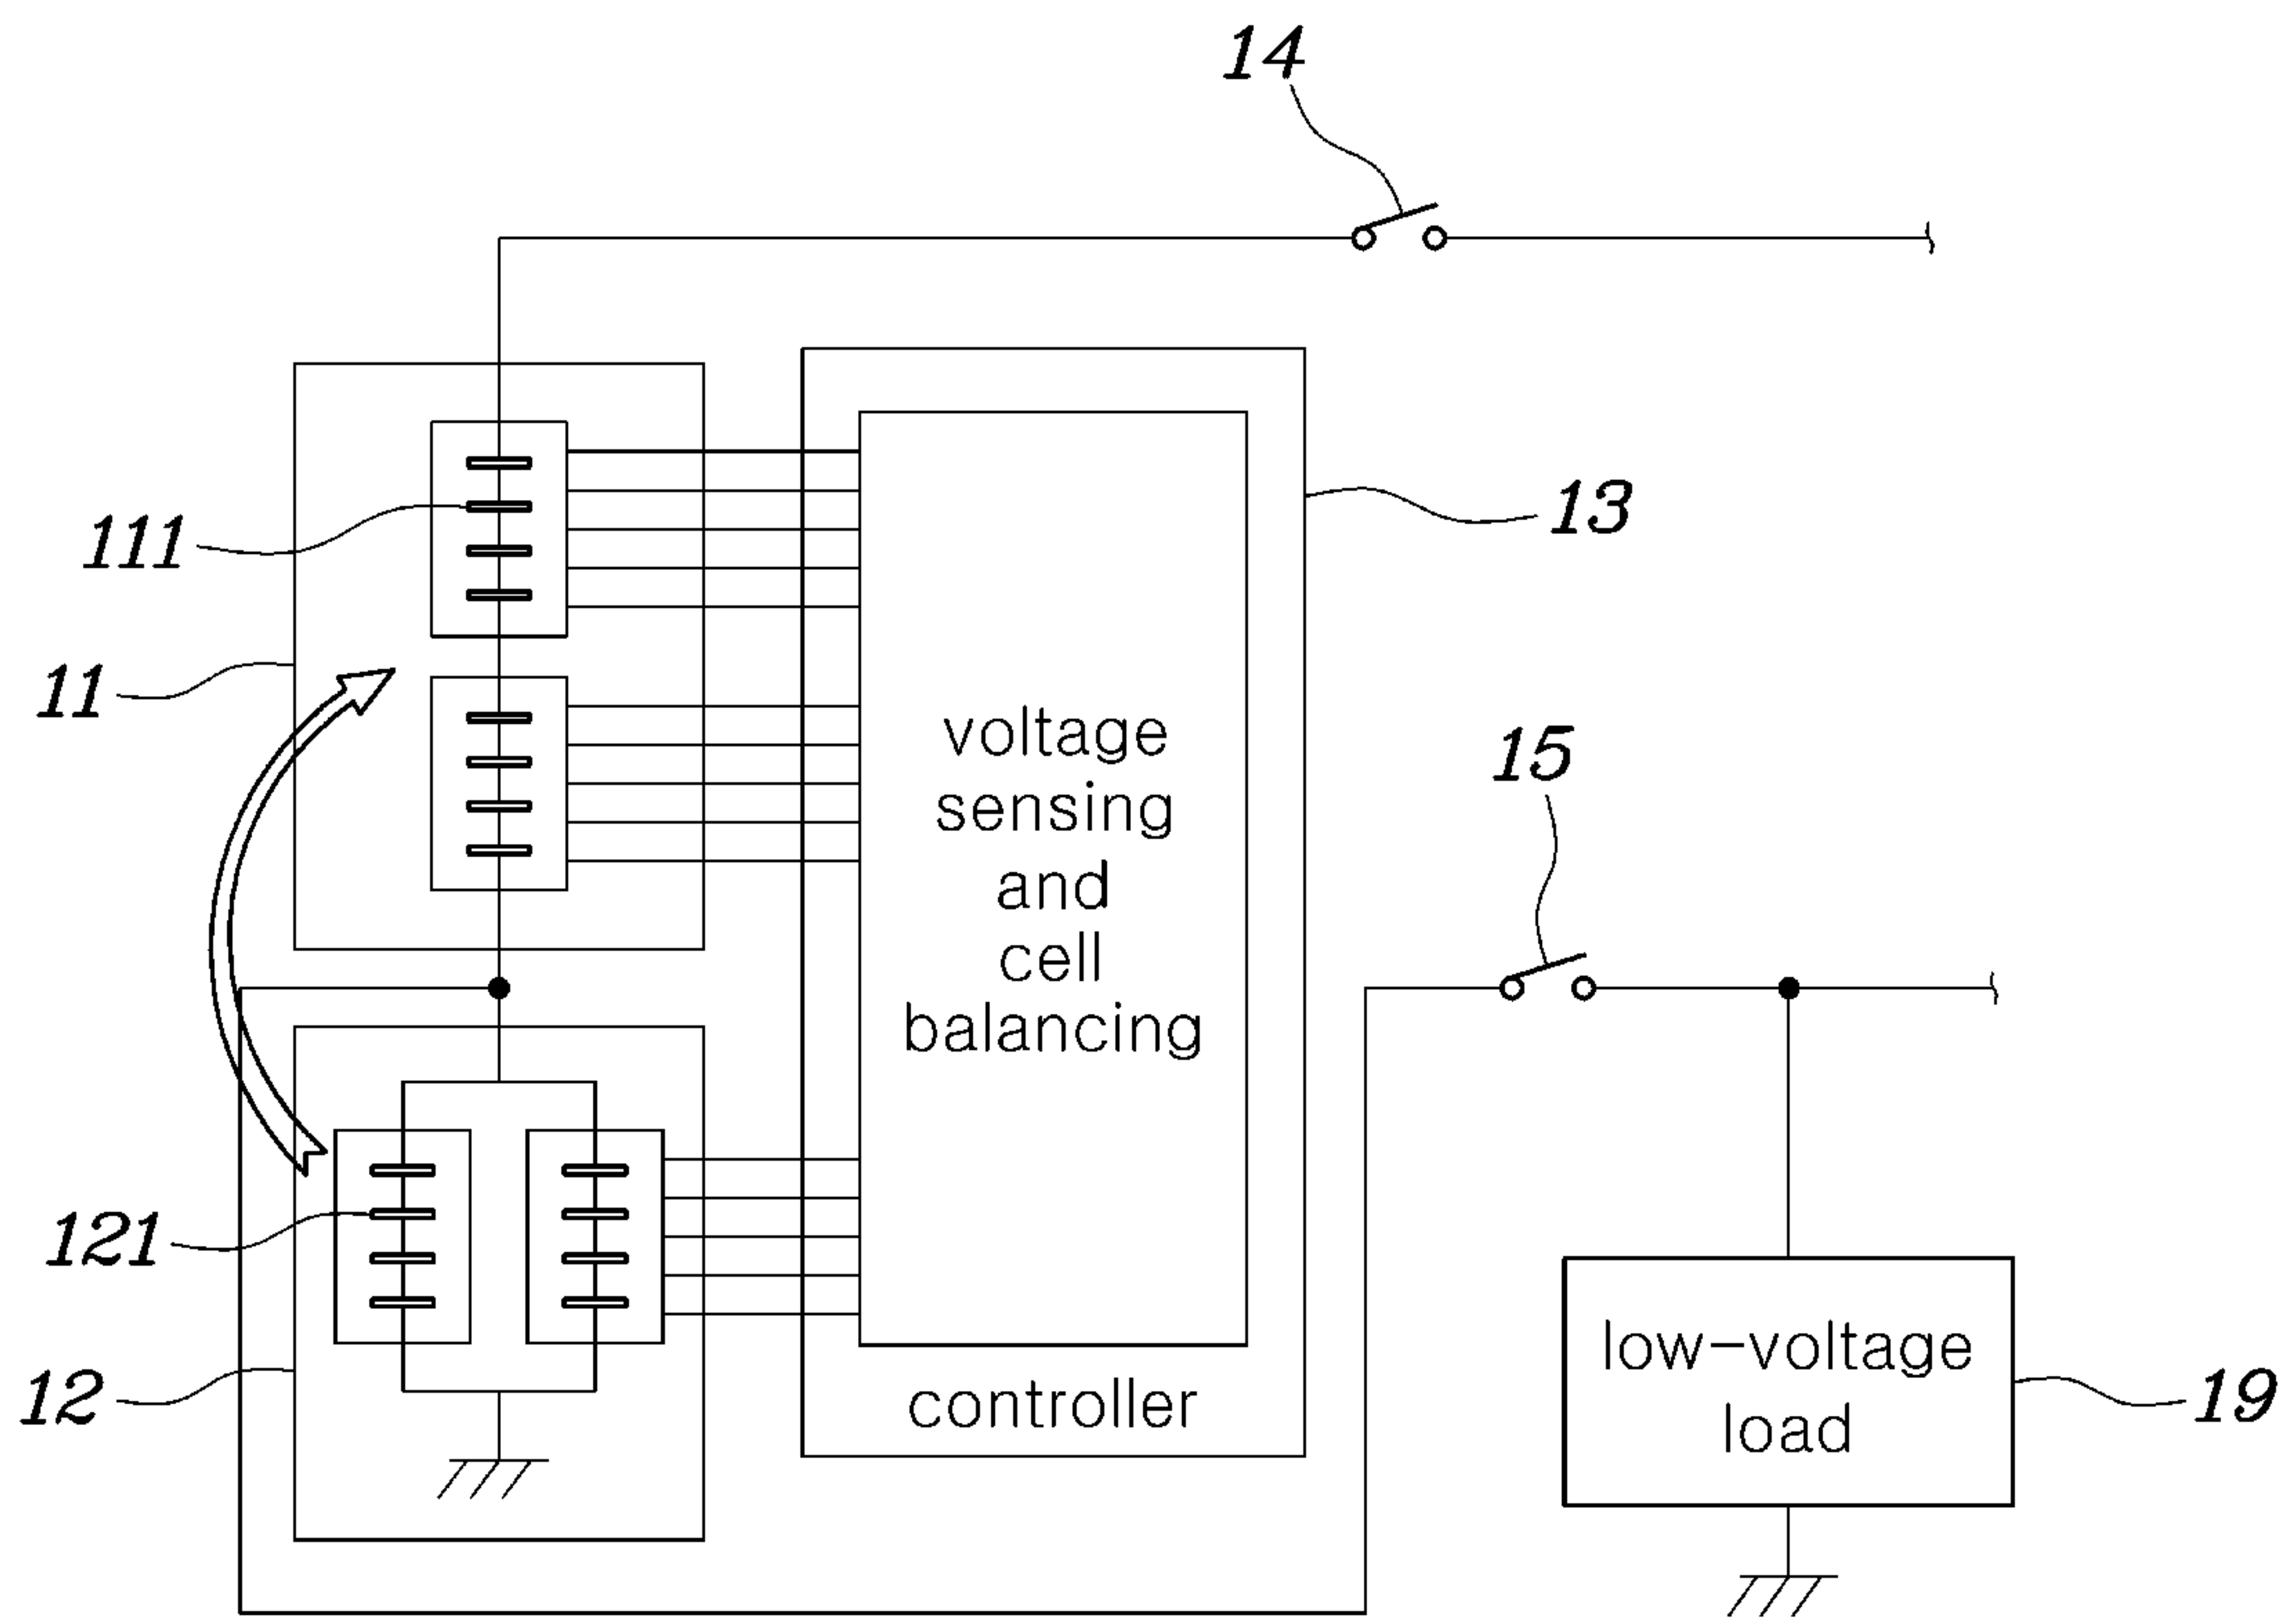 14
111
13
11
voltage
sensing
and
cell
balancing
15
121
12
controller
low-voltage
load
19